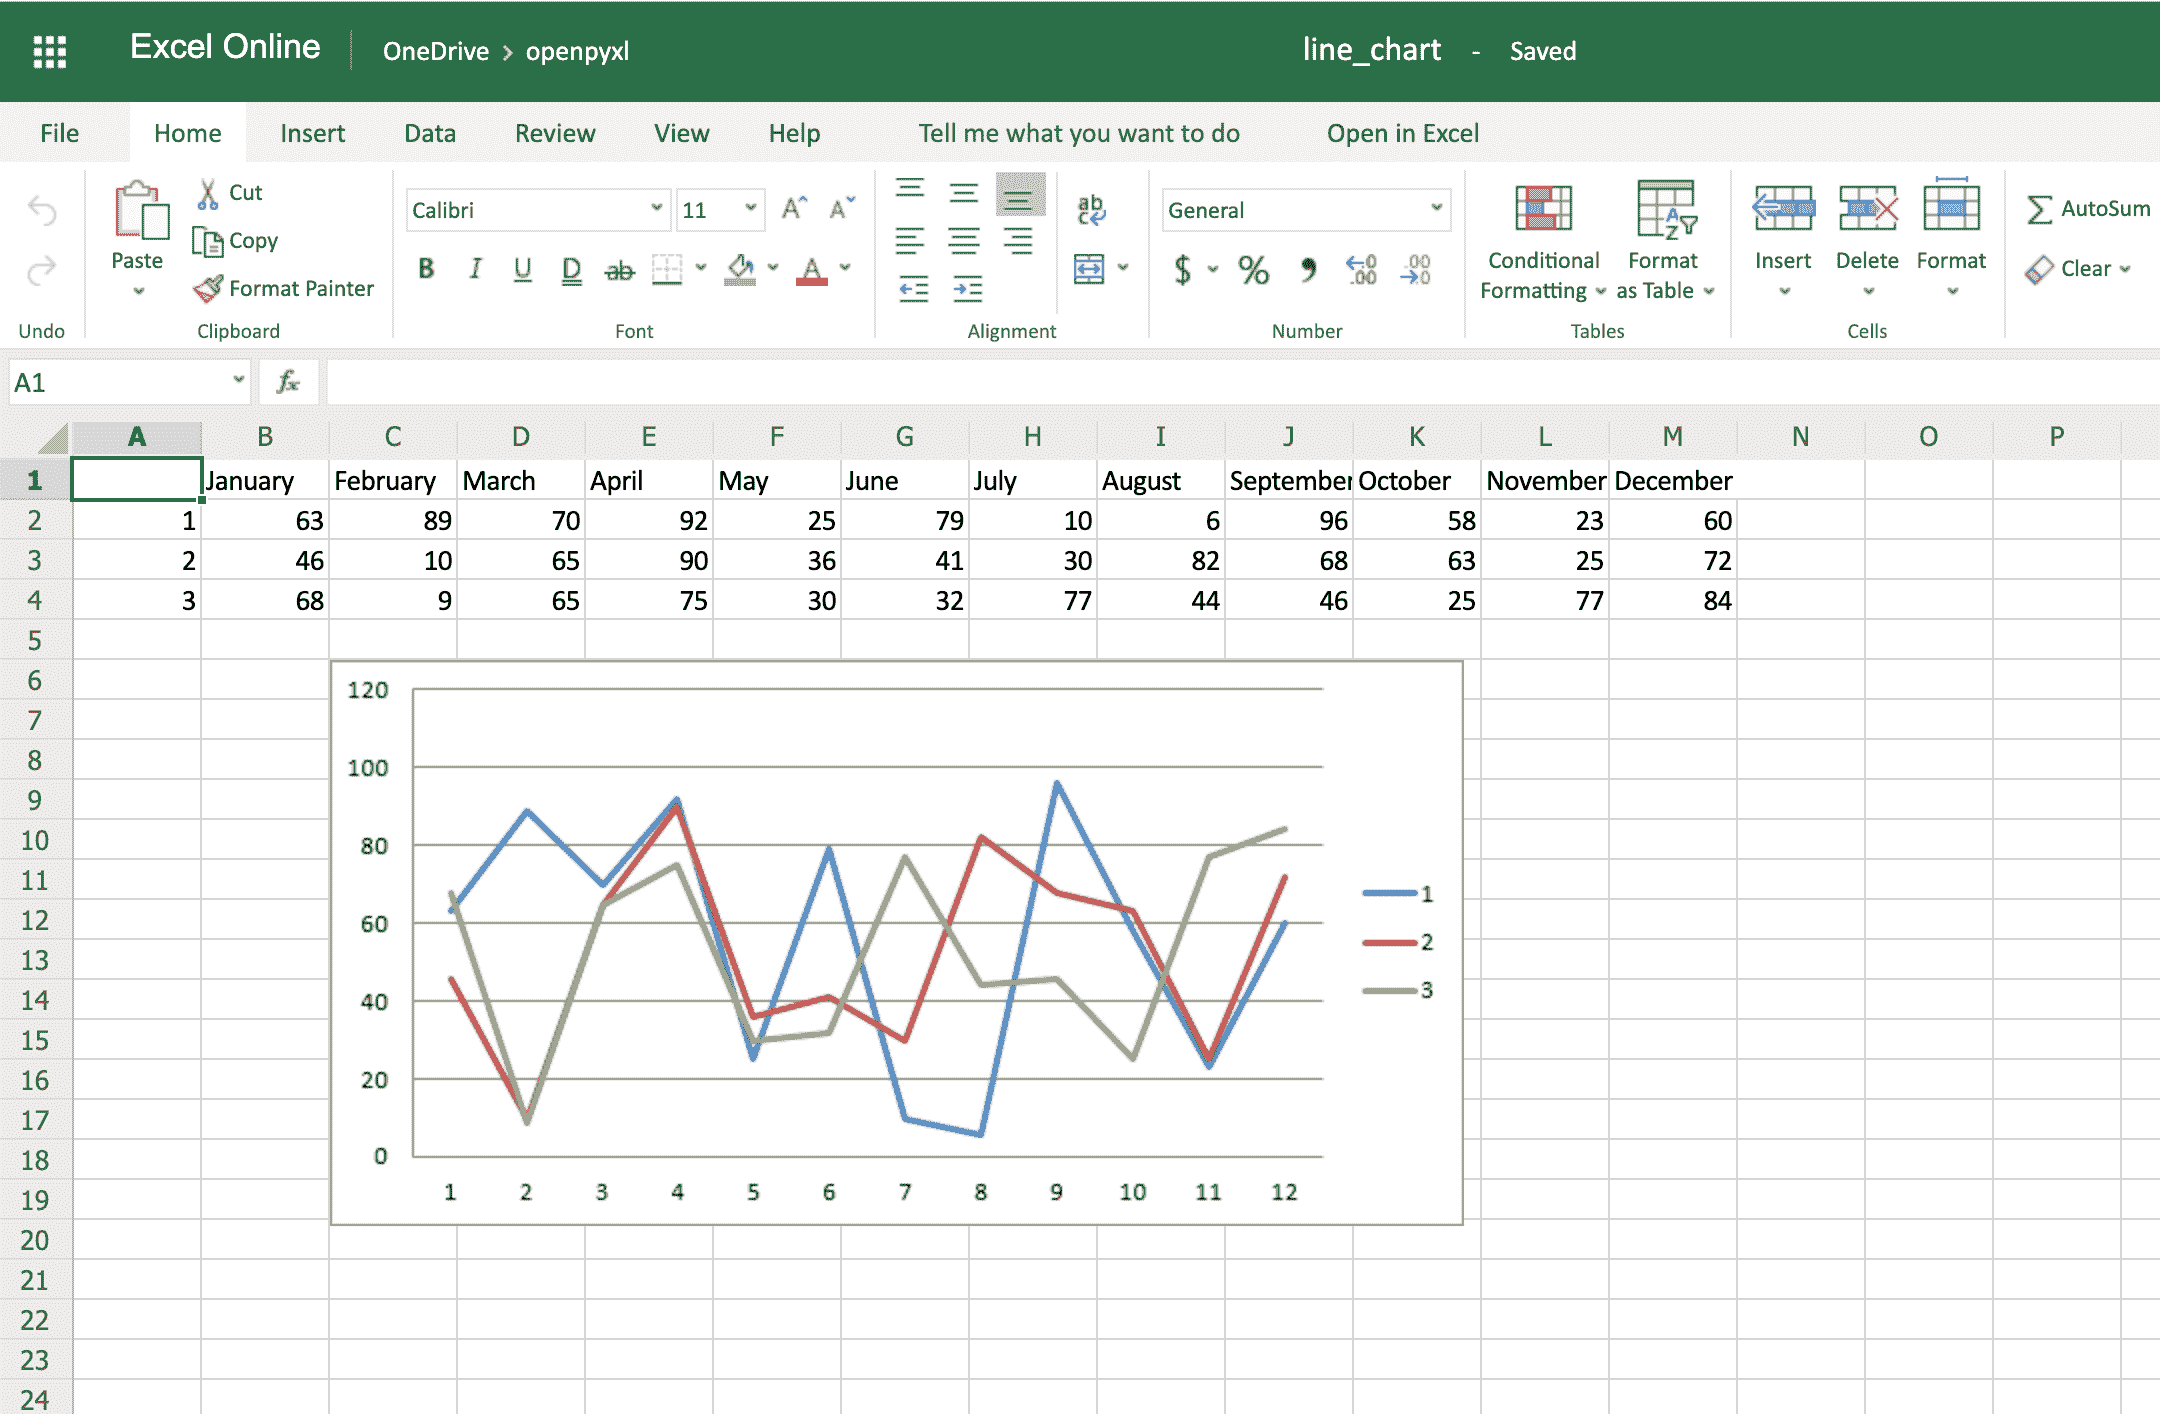 Excel Online OneDrive > openpyxl line_chart - Saved
File Home Insert Data Review View Help Tell me what you want to do Open in Excel
Undo
Paste
Cut
Copy
Format Painter
Clipboard
Calibri 11 A A
B I U D ab A
Font
ab
c
Alignment
General
$ % , .0 .00 .00 .0
Number
Conditional Formatting
Format as Table
A
Z
Tables
Insert Delete Format
Cells
Σ AutoSum
Clear
A1 fx
A B C D E F G H I J K L M N O P
1 January February March April May June July August September October November December
2 1 63 89 70 92 25 79 10 6 96 58 23 60
3 2 46 10 65 90 36 41 30 82 68 63 25 72
4 3 68 9 65 75 30 32 77 44 46 25 77 84
5
6
7
8
9
10
11
12
13
14
15
16
17
18
19
20
21
22
23
24
120
100
80
60
40
20
0
1 2 3 4 5 6 7 8 9 10 11 12
1
2
3